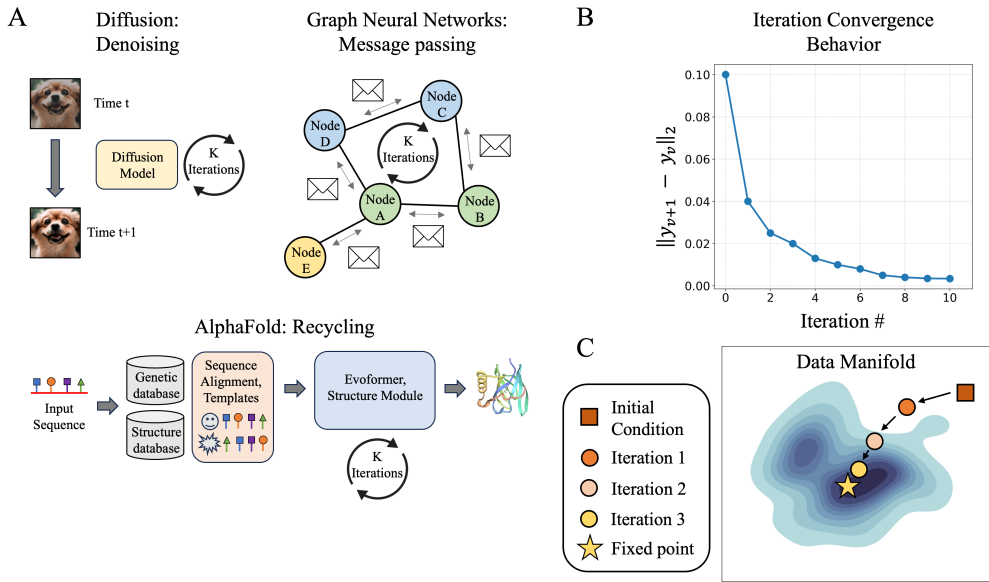 A
Diffusion:
Denoising
Time t
Diffusion
Model
K
Iterations
Time t+1
Graph Neural Networks:
Message passing
Node
C
Node
D
K
Iterations
Node
A
Node
B
Node
E
AlphaFold: Recycling
Input
Sequence
Genetic
database
Structure
database
Sequence
Alignment,
Templates
Evoformer,
Structure Module
K
Iterations
B
Iteration Convergence
Behavior
||y_{v+1} − y_v||_2
0.10
0.08
0.06
0.04
0.02
0.00
0 2 4 6 8 10
Iteration #
C
Initial
Condition
Iteration 1
Iteration 2
Iteration 3
Fixed point
Data Manifold